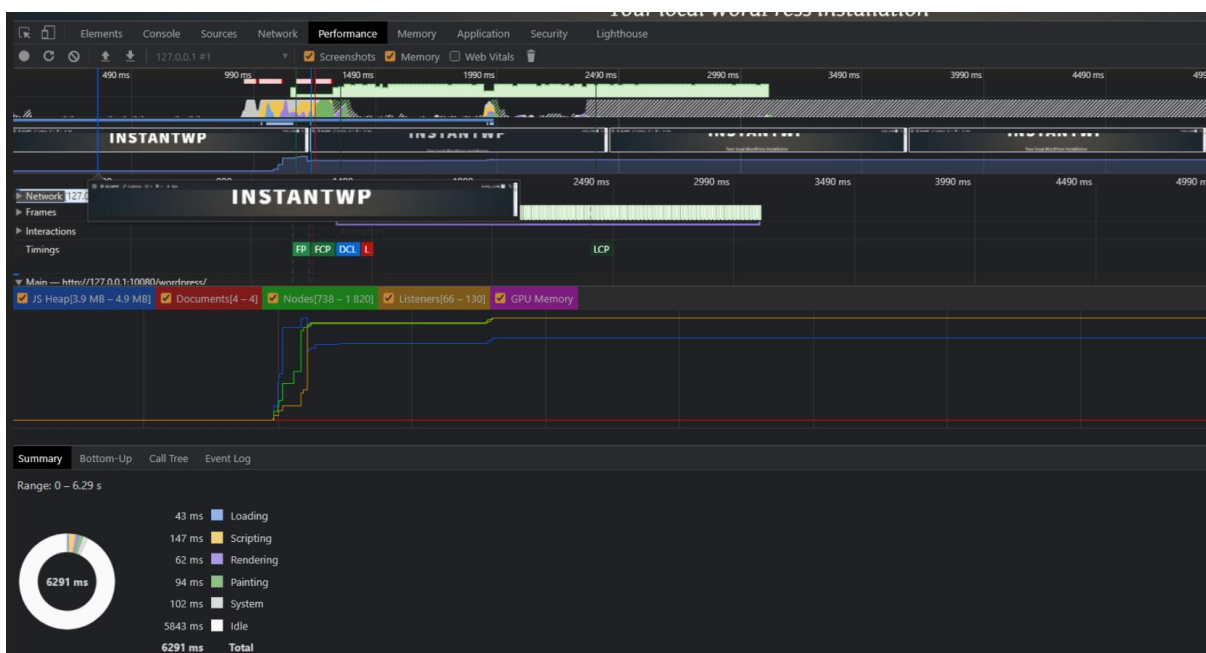 Your local WordPress installation
Elements Console Sources Network Performance Memory Application Security Lighthouse
127.0.0.1 #1 Screenshots Memory Web Vitals
490 ms 990 ms 1490 ms 1990 ms 2490 ms 2990 ms 3490 ms 3990 ms 4490 ms 499
INSTANTWP INSTANTWP INSTANTWP INSTANTWP
2490 ms 2990 ms 3490 ms 3990 ms 4490 ms 4990 m
Network 127.0
INSTANTWP
Frames
Interactions
Timings FP FCP DCL L LCP
Main — http://127.0.0.1:10080/wordpress/
JS Heap[3.9 MB – 4.9 MB] Documents[4 – 4] Nodes[738 – 1 820] Listeners[66 – 130] GPU Memory
Summary Bottom-Up Call Tree Event Log
Range: 0 – 6.29 s
43 ms Loading
147 ms Scripting
62 ms Rendering
6291 ms
94 ms Painting
102 ms System
5843 ms Idle
6291 ms Total